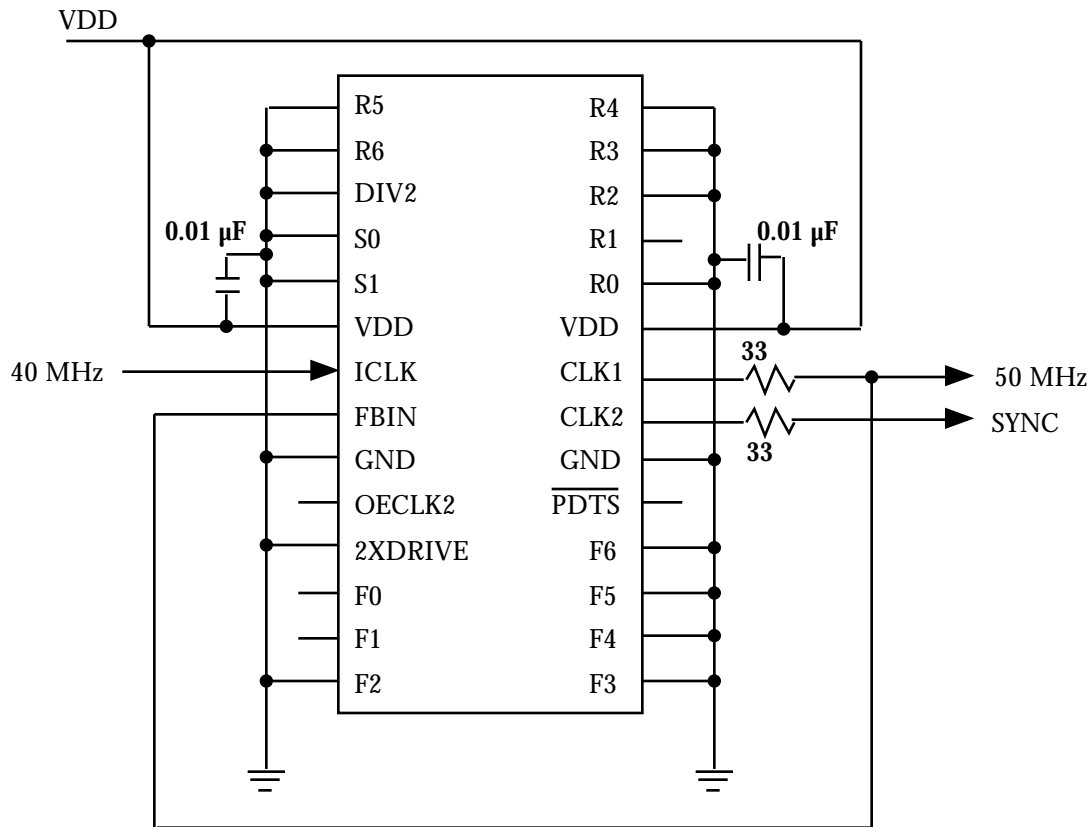 VDD
R5
R4
R6
R3
DIV2
R2
0.01 µF
S0
R1
0.01 µF
S1
R0
VDD
VDD
40 MHz
ICLK
CLK1
33
50 MHz
FBIN
CLK2
33
SYNC
GND
GND
OECLK2
PDTS
2XDRIVE
F6
F0
F5
F1
F4
F2
F3